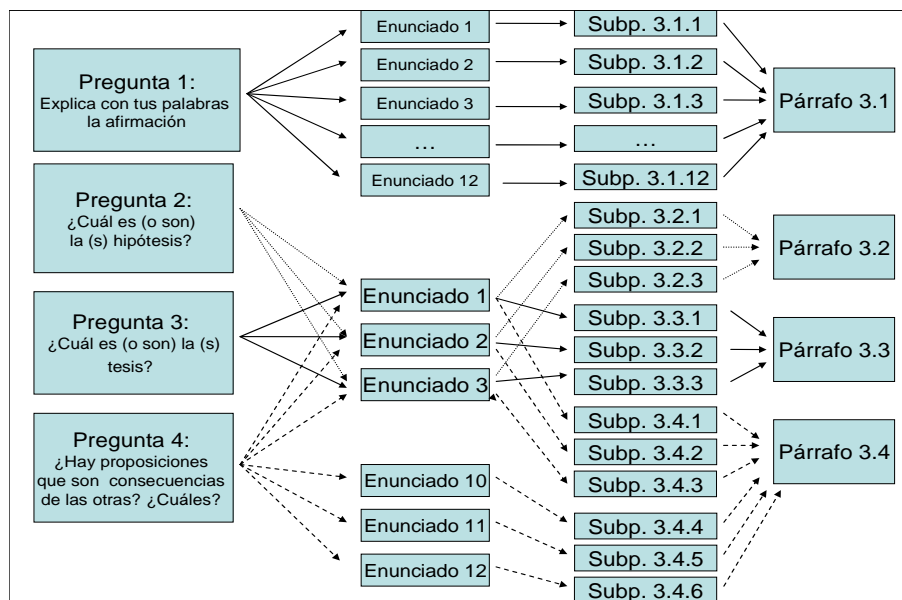 Pregunta 1:
Explica con tus palabras
la afirmación
Pregunta 2:
¿Cuál es (o son)
la (s) hipótesis?
Pregunta 3:
¿Cuál es (o son) la (s)
tesis?
Pregunta 4:
¿Hay proposiciones
que son consecuencias
de las otras? ¿Cuáles?
Enunciado 1
Enunciado 2
Enunciado 3
...
Enunciado 12
Enunciado 1
Enunciado 2
Enunciado 3
Enunciado 10
Enunciado 11
Enunciado 12
Subp. 3.1.1
Subp. 3.1.2
Subp. 3.1.3
...
Subp. 3.1.12
Subp. 3.2.1
Subp. 3.2.2
Subp. 3.2.3
Subp. 3.3.1
Subp. 3.3.2
Subp. 3.3.3
Subp. 3.4.1
Subp. 3.4.2
Subp. 3.4.3
Subp. 3.4.4
Subp. 3.4.5
Subp. 3.4.6
Párrafo 3.1
Párrafo 3.2
Párrafo 3.3
Párrafo 3.4